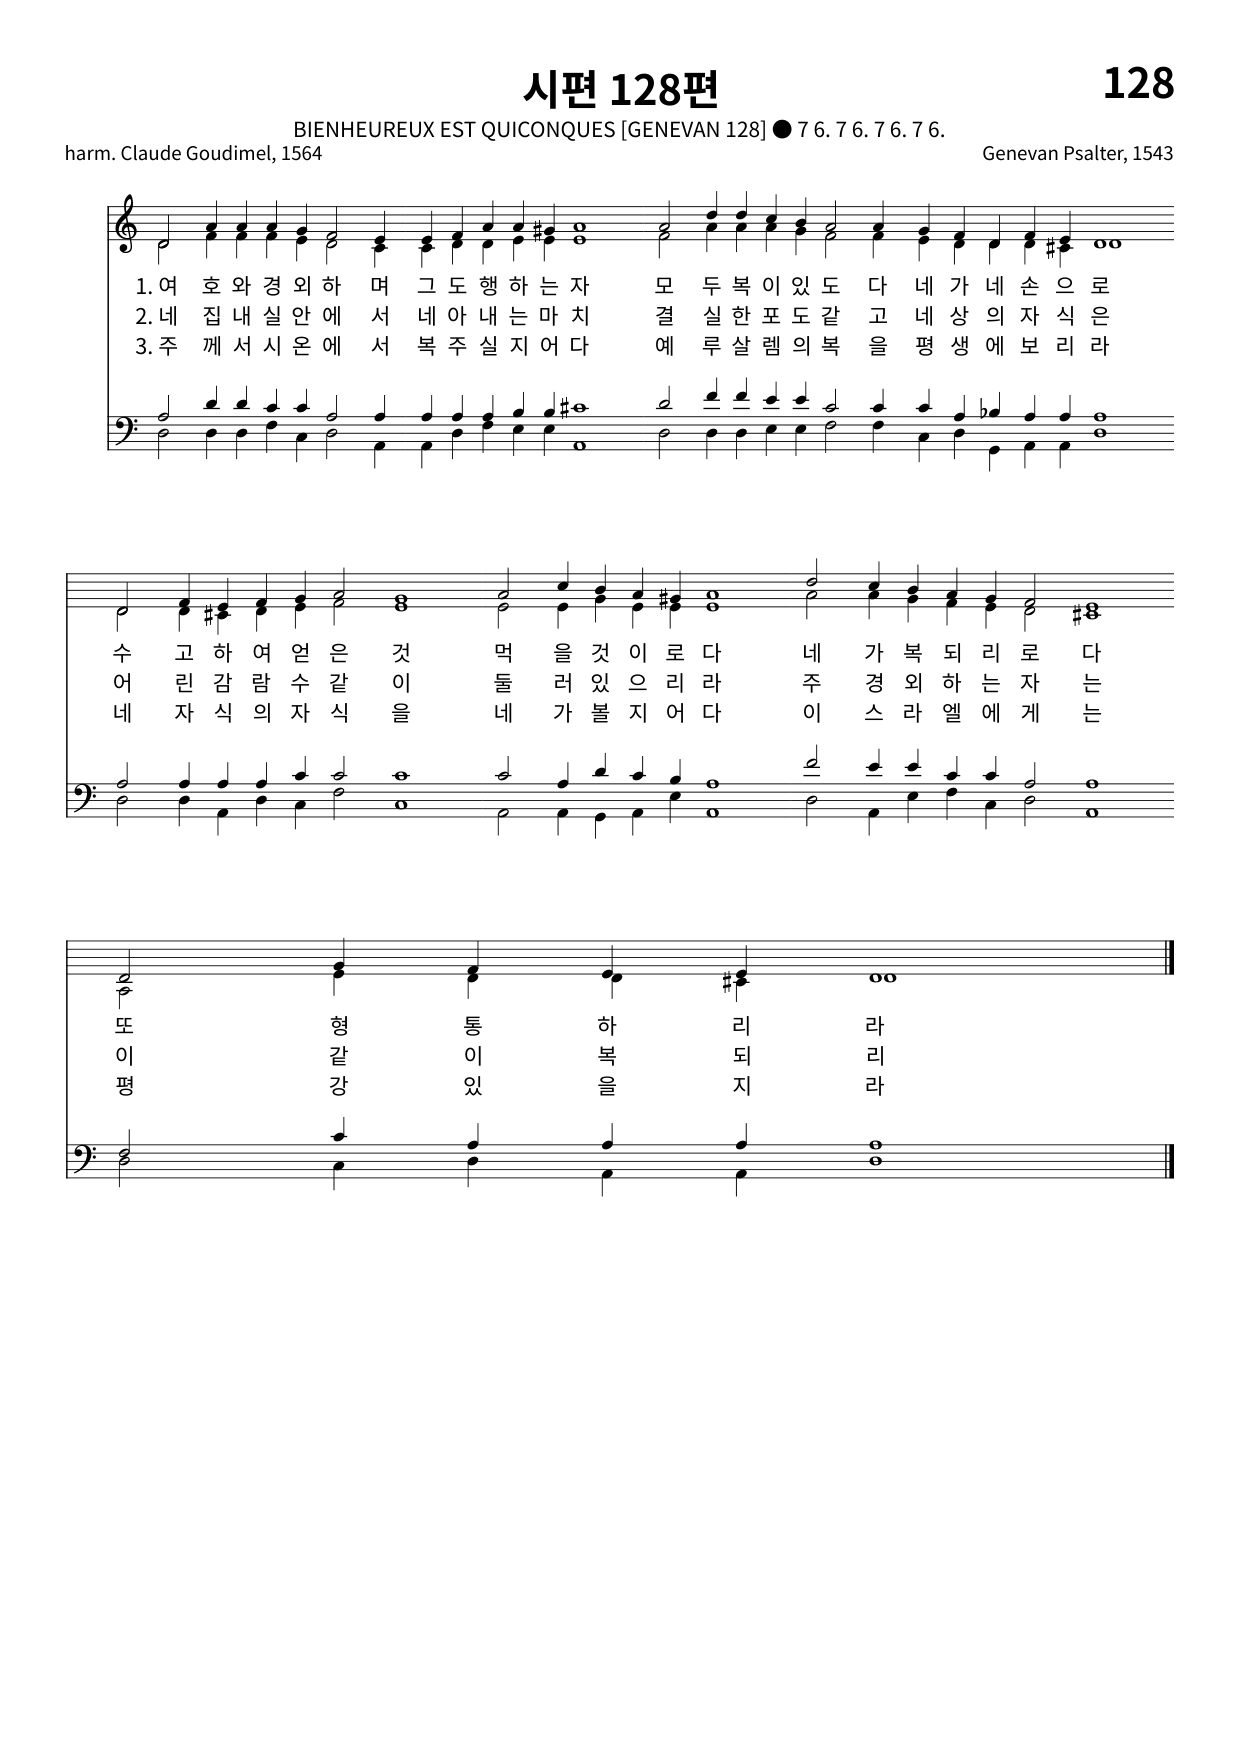 시편 128편
128
BIENHEUREUX EST QUICONQUES [GENEVAN 128] ● 7 6. 7 6. 7 6. 7 6.
harm. Claude Goudimel, 1564
Genevan Psalter, 1543
1. 여 호 와 경 외 하 며 그 도 행 하 는 자 모 두 복 이 있 도 다 네 가 네 손 으 로
2. 네 집 내 실 안 에 서 네 아 내 는 마 치 결 실 한 포 도 같 고 네 상 의 자 식 은
3. 주 께 서 시 온 에 서 복 주 실 지 어 다 예 루 살 렘 의 복 을 평 생 에 보 리 라
수 고 하 여 얻 은 것 먹 을 것 이 로 다 네 가 복 되 리 로 다
어 린 감 람 수 같 이 둘 러 있 으 리 라 주 경 외 하 는 자 는
네 자 식 의 자 식 을 네 가 볼 지 어 다 이 스 라 엘 에 게 는
또 형 통 하 리 라
이 같 이 복 되 리
평 강 있 을 지 라